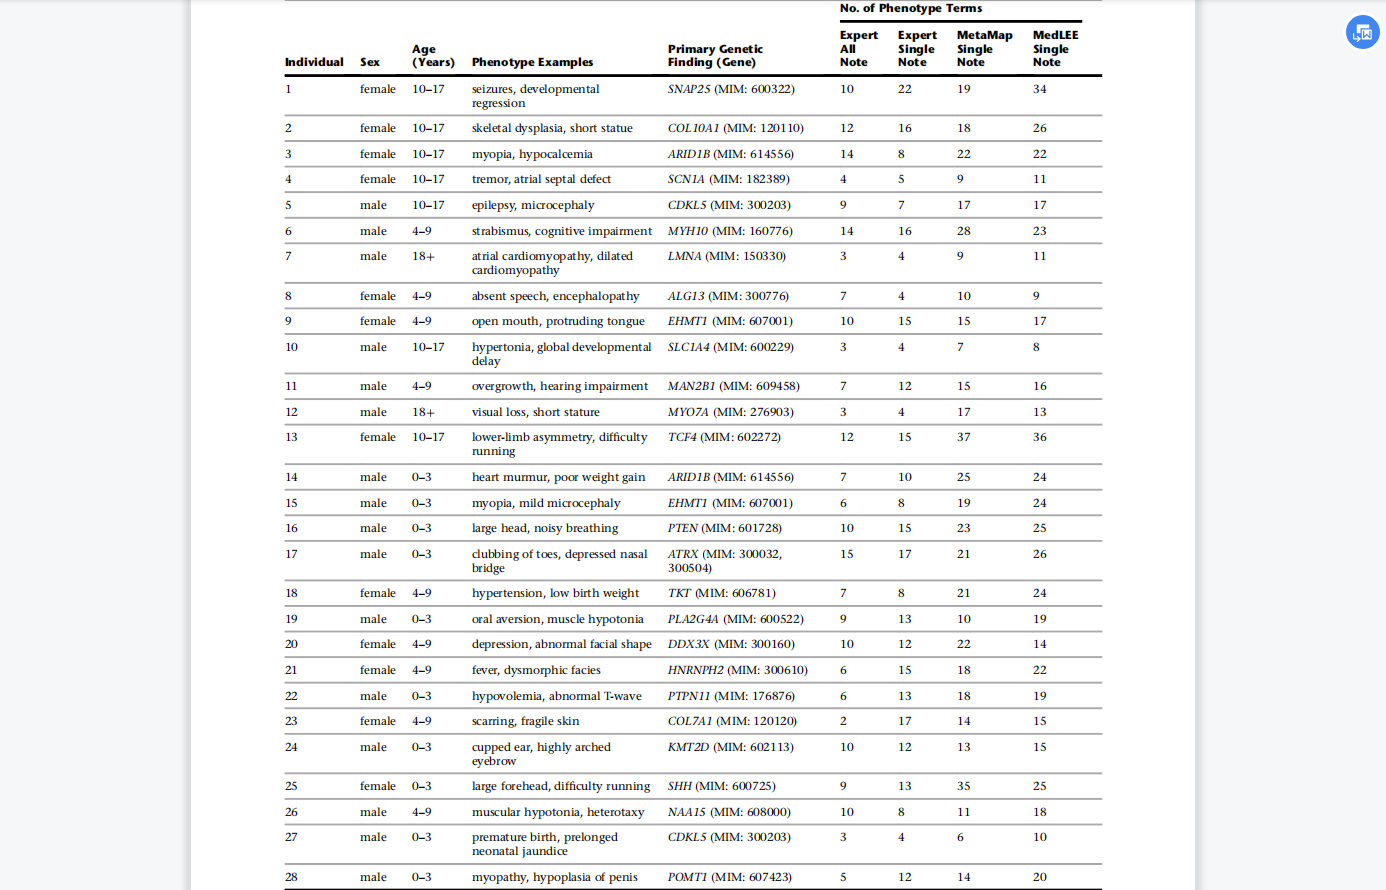 No. of Phenotype Terms
Individual Sex Age (Years) Phenotype Examples Primary Genetic Finding (Gene) Expert All Note Expert Single Note MetaMap Single Note MedLEE Single Note
1 female 10–17 seizures, developmental regression SNAP25 (MIM: 600322) 10 22 19 34
2 female 10–17 skeletal dysplasia, short statue COL10A1 (MIM: 120110) 12 16 18 26
3 female 10–17 myopia, hypocalcemia ARID1B (MIM: 614556) 14 8 22 22
4 female 10–17 tremor, atrial septal defect SCN1A (MIM: 182389) 4 5 9 11
5 male 10–17 epilepsy, microcephaly CDKL5 (MIM: 300203) 9 7 17 17
6 male 4–9 strabismus, cognitive impairment MYH10 (MIM: 160776) 14 16 28 23
7 male 18+ atrial cardiomyopathy, dilated cardiomyopathy LMNA (MIM: 150330) 3 4 9 11
8 female 4–9 absent speech, encephalopathy ALG13 (MIM: 300776) 7 4 10 9
9 female 4–9 open mouth, protruding tongue EHMT1 (MIM: 607001) 10 15 15 17
10 male 10–17 hypertonia, global developmental delay SLC1A4 (MIM: 600229) 3 4 7 8
11 male 4–9 overgrowth, hearing impairment MAN2B1 (MIM: 609458) 7 12 15 16
12 male 18+ visual loss, short stature MYO7A (MIM: 276903) 3 4 17 13
13 female 10–17 lower-limb asymmetry, difficulty running TCF4 (MIM: 602272) 12 15 37 36
14 male 0–3 heart murmur, poor weight gain ARID1B (MIM: 614556) 7 10 25 24
15 male 0–3 myopia, mild microcephaly EHMT1 (MIM: 607001) 6 8 19 24
16 male 0–3 large head, noisy breathing PTEN (MIM: 601728) 10 15 23 25
17 male 0–3 clubbing of toes, depressed nasal bridge ATRX (MIM: 300032, 300504) 15 17 21 26
18 female 4–9 hypertension, low birth weight TKT (MIM: 606781) 7 8 21 24
19 male 0–3 oral aversion, muscle hypotonia PLA2G4A (MIM: 600522) 9 13 10 19
20 female 4–9 depression, abnormal facial shape DDX3X (MIM: 300160) 10 12 22 14
21 female 4–9 fever, dysmorphic facies HNRNPH2 (MIM: 300610) 6 15 18 22
22 male 0–3 hypovolemia, abnormal T-wave PTPN11 (MIM: 176876) 6 13 18 19
23 female 4–9 scarring, fragile skin COL7A1 (MIM: 120120) 2 17 14 15
24 male 0–3 cupped ear, highly arched eyebrow KMT2D (MIM: 602113) 10 12 13 15
25 female 0–3 large forehead, difficulty running SHH (MIM: 600725) 9 13 35 25
26 male 4–9 muscular hypotonia, heterotaxy NAA15 (MIM: 608000) 10 8 11 18
27 male 0–3 premature birth, prolonged neonatal jaundice CDKL5 (MIM: 300203) 3 4 6 10
28 male 0–3 myopathy, hypoplasia of penis POMT1 (MIM: 607423) 5 12 14 20